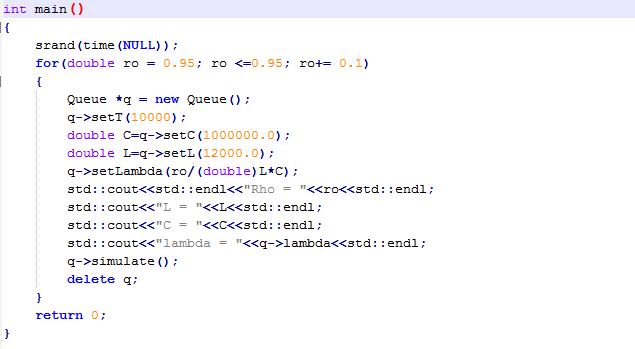 int main()
{
    srand(time(NULL));
    for(double ro = 0.95; ro <=0.95; ro+= 0.1)
    {
        Queue *q = new Queue();
        q->setT(10000);
        double C=q->setC(1000000.0);
        double L=q->setL(12000.0);
        q->setLambda(ro/(double)L*C);
        std::cout<<std::endl<<"Rho = "<<ro<<std::endl;
        std::cout<<"L = "<<L<<std::endl;
        std::cout<<"C = "<<C<<std::endl;
        std::cout<<"lambda = "<<q->lambda<<std::endl;
        q->simulate();
        delete q;
    }
    return 0;
}